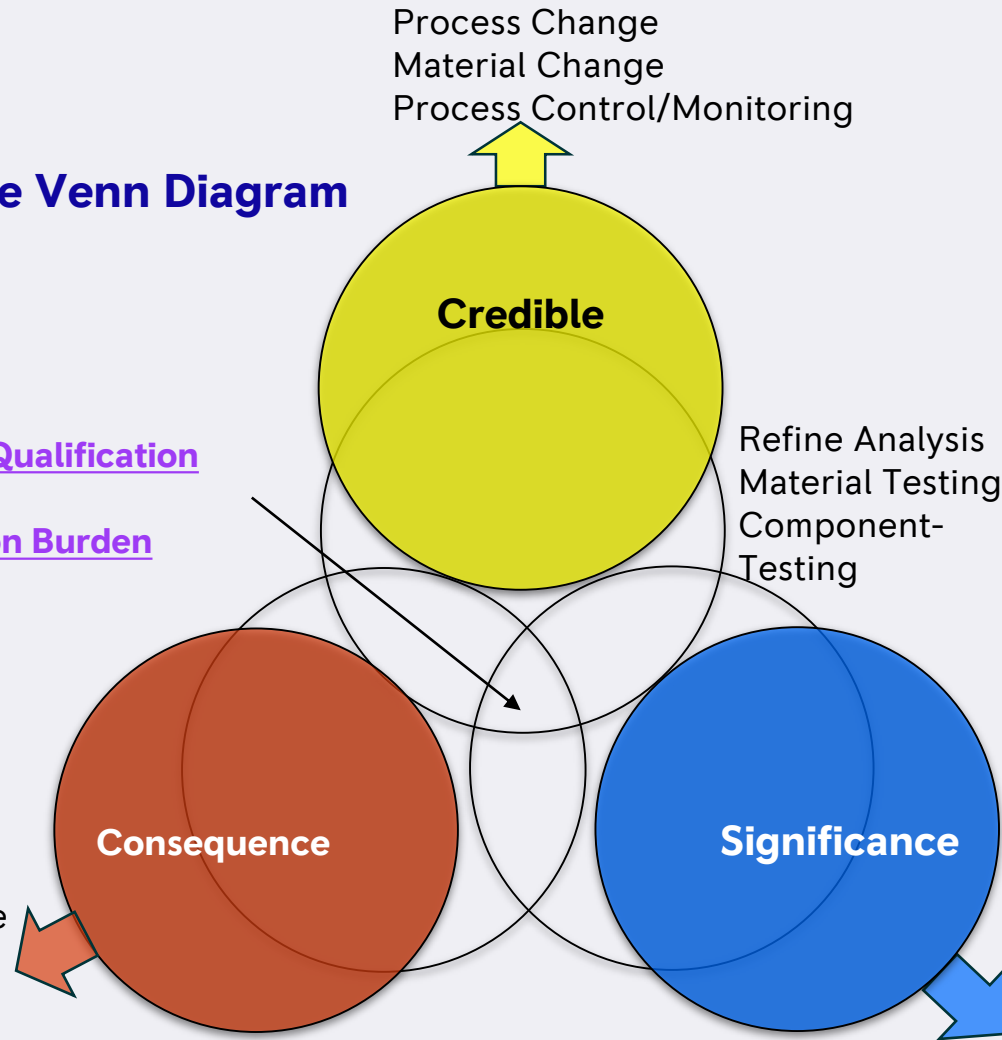 Process Change
Material Change
Process Control/Monitoring
e Venn Diagram
Credible
Qualification
on Burden
Refine Analysis
Material Testing
Component-
Testing
Consequence
Significance
e